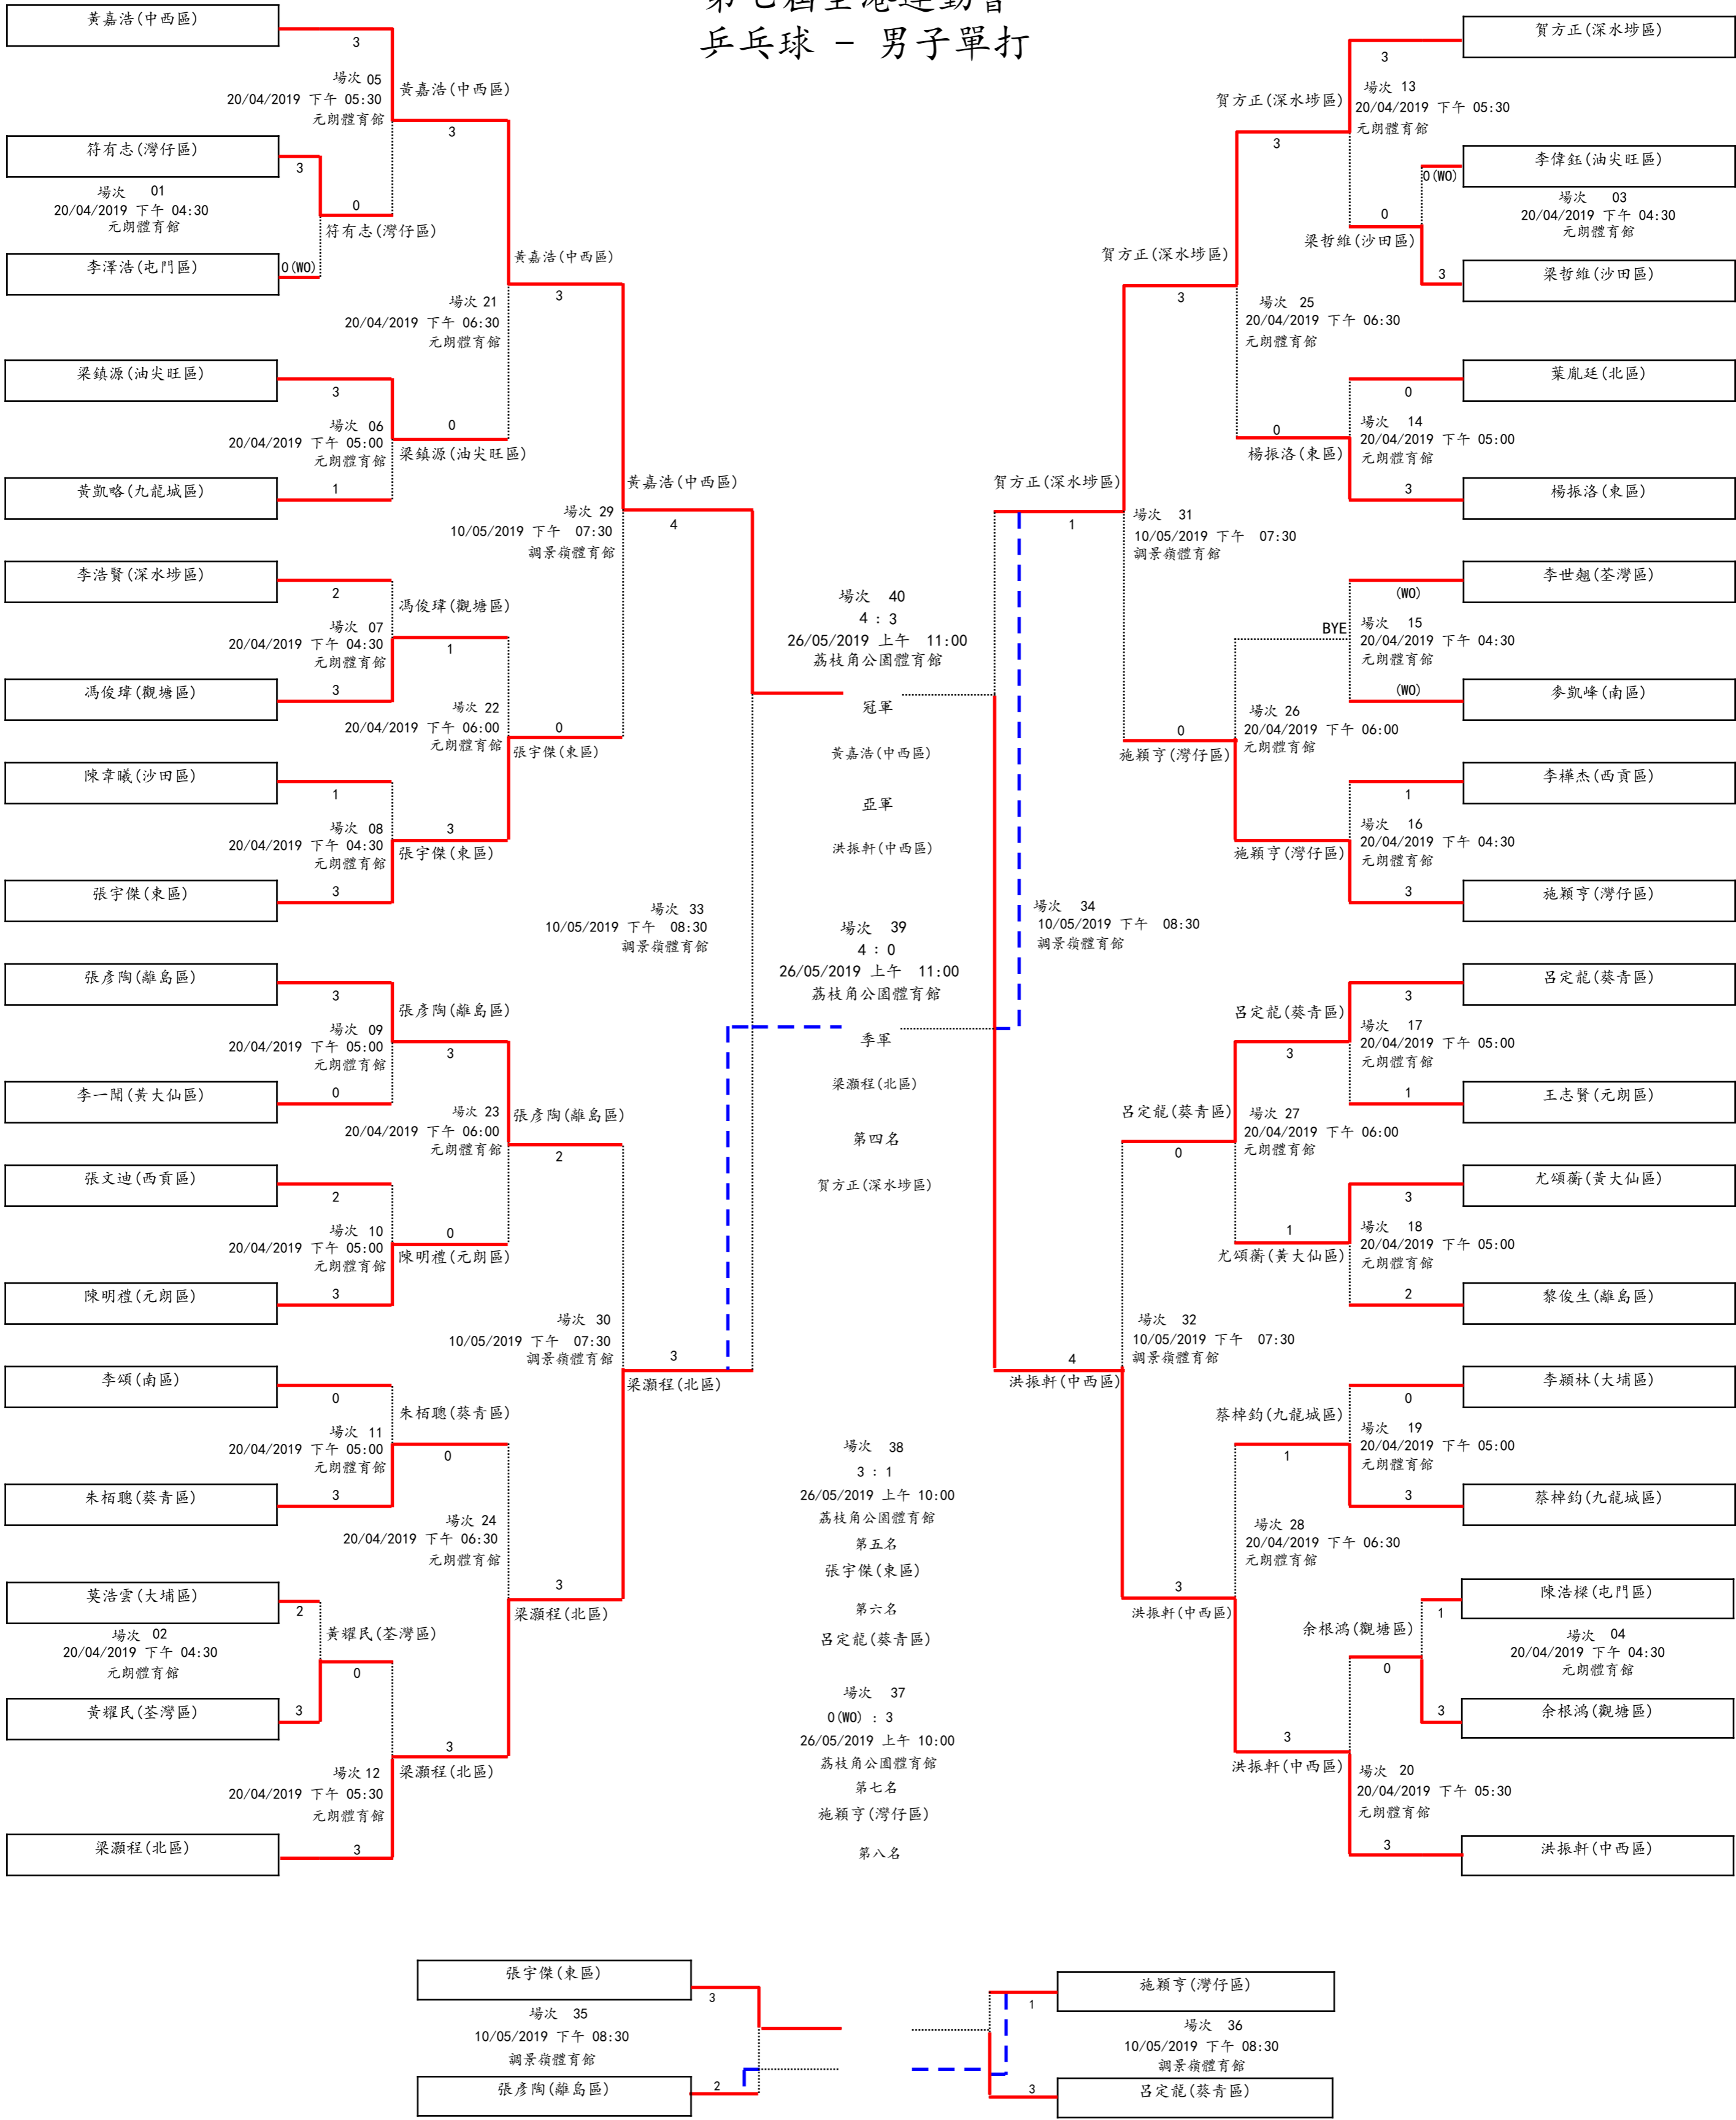 第七屆全港運動會
乒乓球 - 男子單打
黃嘉浩(中西區)
3
場次 05
20/04/2019 下午 05:30
元朗體育館
黃嘉浩(中西區)
3
符有志(灣仔區)
3
場次 01
20/04/2019 下午 04:30
元朗體育館
0
符有志(灣仔區)
李澤浩(屯門區)
0(WO)
黃嘉浩(中西區)
3
場次 21
20/04/2019 下午 06:30
元朗體育館
梁鎮源(油尖旺區)
3
場次 06
20/04/2019 下午 05:00
元朗體育館
0
梁鎮源(油尖旺區)
黃凱略(九龍城區)
1
黃嘉浩(中西區)
4
場次 29
10/05/2019 下午 07:30
調景嶺體育館
李浩賢(深水埗區)
2
馮俊瑋(觀塘區)
場次 07
20/04/2019 下午 04:30
元朗體育館
1
馮俊瑋(觀塘區)
3
場次 22
20/04/2019 下午 06:00
元朗體育館
0
張宇傑(東區)
陳韋曦(沙田區)
1
場次 08
20/04/2019 下午 04:30
元朗體育館
3
張宇傑(東區)
張宇傑(東區)
3
場次 33
10/05/2019 下午 08:30
調景嶺體育館
張彥陶(離島區)
3
張彥陶(離島區)
場次 09
20/04/2019 下午 05:00
元朗體育館
3
李一聞(黃大仙區)
0
場次 23
20/04/2019 下午 06:00
元朗體育館
張彥陶(離島區)
2
張文迪(西貢區)
2
場次 10
20/04/2019 下午 05:00
元朗體育館
0
陳明禮(元朗區)
陳明禮(元朗區)
3
場次 30
10/05/2019 下午 07:30
調景嶺體育館
3
梁灝程(北區)
李頌(南區)
0
朱栢聰(葵青區)
場次 11
20/04/2019 下午 05:00
元朗體育館
0
朱栢聰(葵青區)
3
場次 24
20/04/2019 下午 06:30
元朗體育館
3
梁灝程(北區)
莫浩雲(大埔區)
2
場次 02
20/04/2019 下午 04:30
元朗體育館
黃耀民(荃灣區)
0
黃耀民(荃灣區)
3
3
場次 12
20/04/2019 下午 05:30
元朗體育館
梁灝程(北區)
梁灝程(北區)
3
場次 40
4 : 3
26/05/2019 上午 11:00
荔枝角公園體育館
冠軍
黃嘉浩(中西區)
亞軍
洪振軒(中西區)
場次 39
4 : 0
26/05/2019 上午 11:00
荔枝角公園體育館
季軍
梁灝程(北區)
第四名
賀方正(深水埗區)
場次 38
3 : 1
26/05/2019 上午 10:00
荔枝角公園體育館
第五名
張宇傑(東區)
第六名
呂定龍(葵青區)
場次 37
0(WO) : 3
26/05/2019 上午 10:00
荔枝角公園體育館
第七名
施穎亨(灣仔區)
第八名
賀方正(深水埗區)
3
賀方正(深水埗區)
場次 13
20/04/2019 下午 05:30
元朗體育館
3
李偉鈺(油尖旺區)
0(WO)
場次 03
20/04/2019 下午 04:30
元朗體育館
0
梁哲維(沙田區)
梁哲維(沙田區)
3
賀方正(深水埗區)
3
場次 25
20/04/2019 下午 06:30
元朗體育館
葉胤廷(北區)
0
場次 14
20/04/2019 下午 05:00
元朗體育館
0
楊振洛(東區)
楊振洛(東區)
3
賀方正(深水埗區)
1
場次 31
10/05/2019 下午 07:30
調景嶺體育館
李世翹(荃灣區)
(WO)
BYE
場次 15
20/04/2019 下午 04:30
元朗體育館
麥凱峰(南區)
(WO)
場次 26
20/04/2019 下午 06:00
元朗體育館
0
施穎亨(灣仔區)
李樺杰(西貢區)
1
場次 16
20/04/2019 下午 04:30
元朗體育館
施穎亨(灣仔區)
施穎亨(灣仔區)
3
場次 34
10/05/2019 下午 08:30
調景嶺體育館
呂定龍(葵青區)
3
呂定龍(葵青區)
場次 17
20/04/2019 下午 05:00
元朗體育館
3
王志賢(元朗區)
1
呂定龍(葵青區)
0
場次 27
20/04/2019 下午 06:00
元朗體育館
尤頌蘅(黃大仙區)
3
場次 18
20/04/2019 下午 05:00
元朗體育館
1
尤頌蘅(黃大仙區)
黎俊生(離島區)
2
場次 32
10/05/2019 下午 07:30
調景嶺體育館
4
洪振軒(中西區)
李穎林(大埔區)
0
蔡梓鈞(九龍城區)
場次 19
20/04/2019 下午 05:00
元朗體育館
1
蔡梓鈞(九龍城區)
3
場次 28
20/04/2019 下午 06:30
元朗體育館
3
洪振軒(中西區)
陳浩樑(屯門區)
1
場次 04
20/04/2019 下午 04:30
元朗體育館
余根鴻(觀塘區)
0
余根鴻(觀塘區)
3
3
洪振軒(中西區)
場次 20
20/04/2019 下午 05:30
元朗體育館
洪振軒(中西區)
3
張宇傑(東區)
3
場次 35
10/05/2019 下午 08:30
調景嶺體育館
張彥陶(離島區)
2
施穎亨(灣仔區)
1
場次 36
10/05/2019 下午 08:30
調景嶺體育館
呂定龍(葵青區)
3